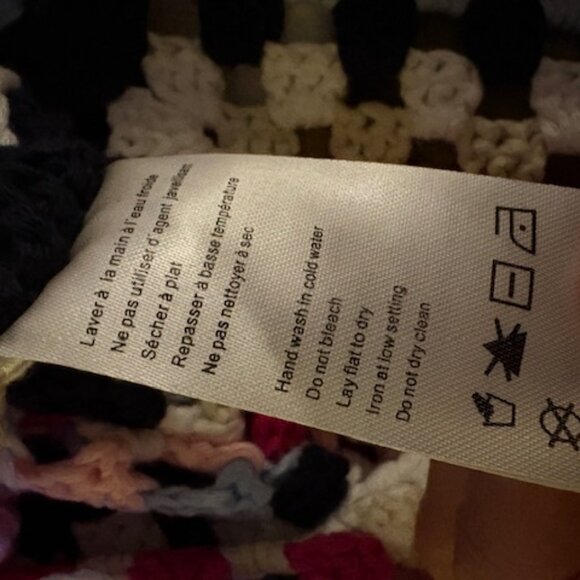 Laver à la main à l'eau froide
Ne pas utiliser d'agent javellisant
Sécher à plat
Repasser à basse température
Ne pas nettoyer à sec
Hand wash in cold water
Do not bleach
Lay flat to dry
Iron at low setting
Do not dry clean